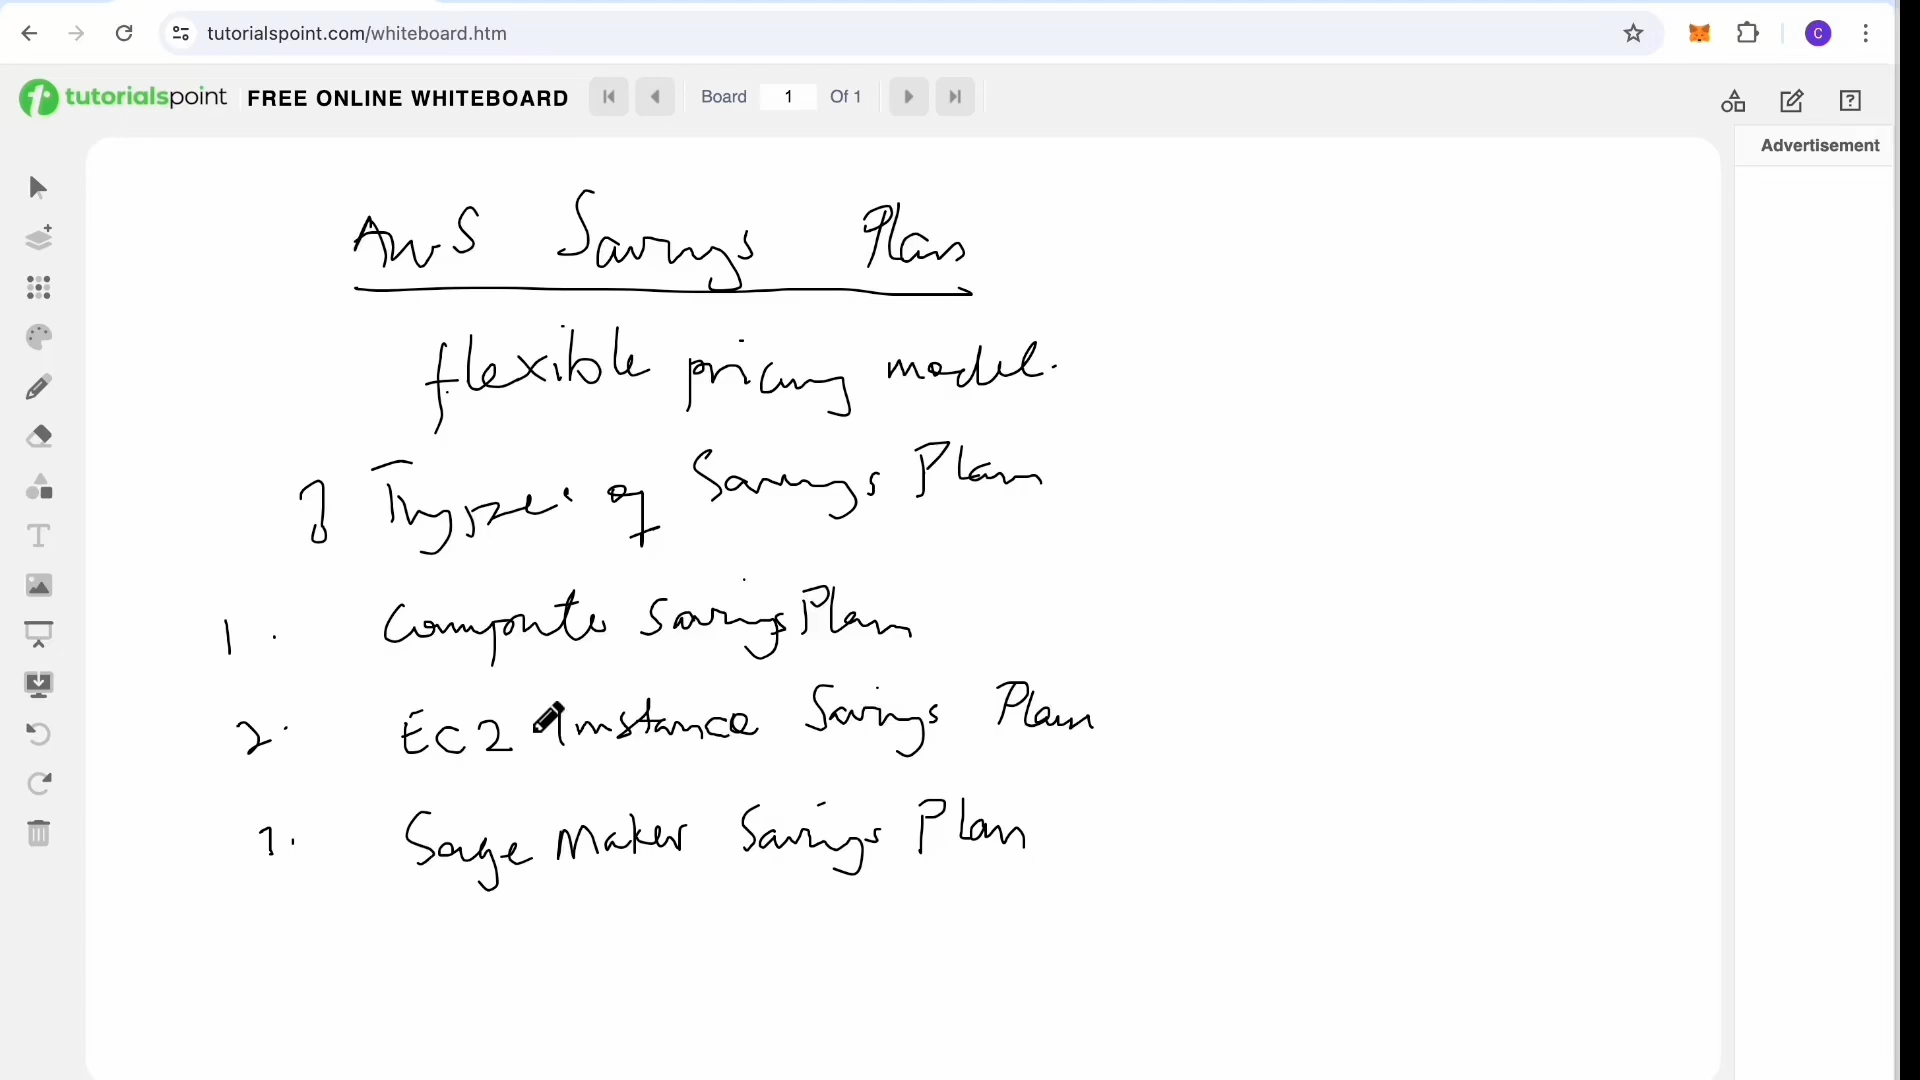 tutorialspoint.com/whiteboard.htm
C
tutorialspoint FREE ONLINE WHITEBOARD Board 1 Of 1
Advertisement
AWS Savings Plan
flexible pricing model.
3 Types of Savings Plan
1. Compute Savings Plan
2. EC2 Instance Savings Plan
3. Sage Maker Savings Plan